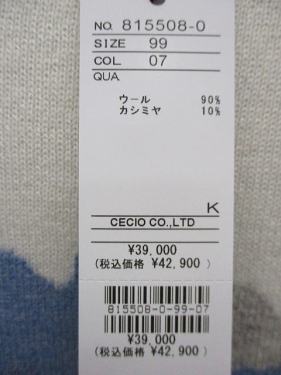 NO. 815508-0
SIZE 99
COL 07
QUA
ウール 90%
カシミヤ 10%
K
CECIO CO.,LTD
¥39,000
(税込価格 ¥42,900 )
815508-0-99-07
¥39,000
(税込価格 ¥42,900 )